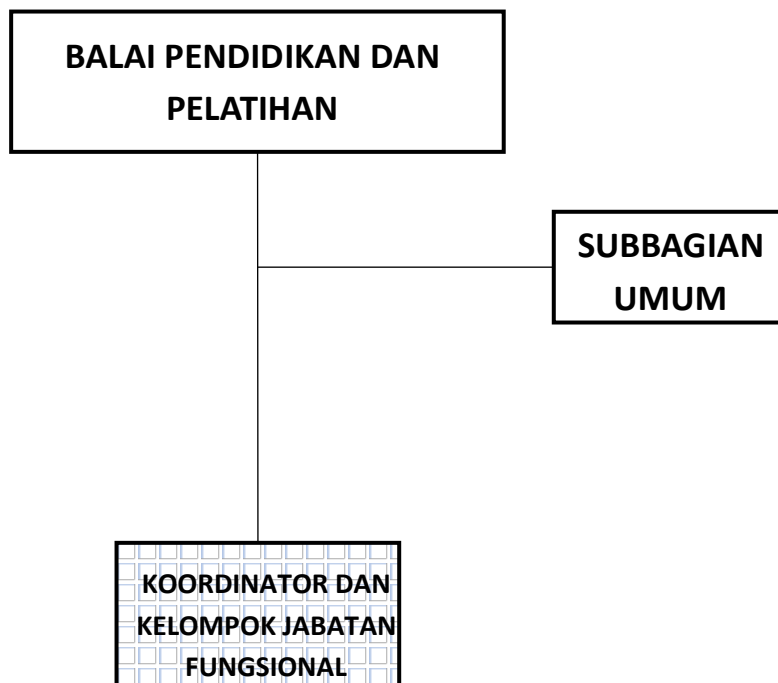 BALAI PENDIDIKAN DAN
PELATIHAN
SUBBAGIAN
UMUM
KOORDINATOR DAN
KELOMPOK JABATAN
FUNGSIONAL